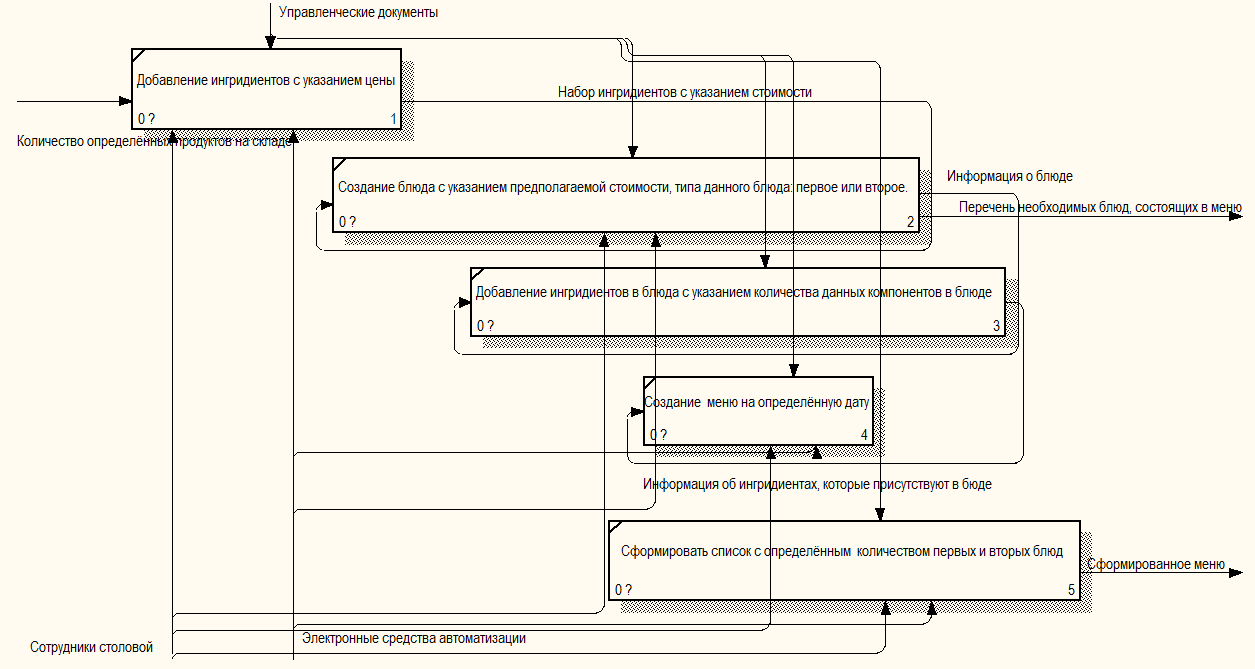 Управленческие документы
Добавление ингридиентов с указанием цены
0 ? 1
Набор ингридиентов с указанием стоимости
Количество определённых продуктов на складе
Информация о блюде
Создание блюда с указанием предполагаемой стоимости, типа данного блюда: первое или второе.
0 ? 2
Перечень необходимых блюд, состоящих в меню
Добавление ингридиентов в блюда с указанием количества данных компонентов в блюде
0 ? 3
Создание меню на определённую дату
0 ? 4
Информация об ингридиентах, которые присутствуют в бюде
Сформировать список с определённым количеством первых и вторых блюд
0 ? 5
Сформированное меню
Электронные средства автоматизации
Сотрудники столовой